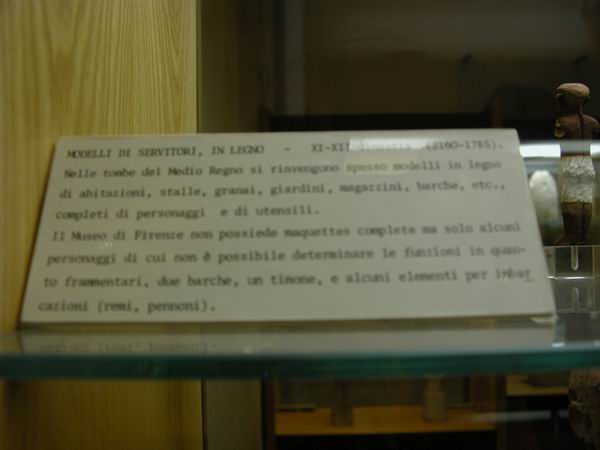 MODELLI DI SERVITORI, IN LEGNO - XI-XII dinastia (2160-1785).
Nelle tombe del Medio Regno si rinvengono spesso modelli in legno
di abitazioni, stalle, granai, giardini, magazzini, barche, etc.,
completi di personaggi e di utensili.
Il Museo di Firenze non possiede maquettes complete ma solo alcuni
personaggi di cui non è possibile determinare le funzioni in quan-
to frammentari, due barche, un timone, e alcuni elementi per imbar_
cazioni (remi, pennoni).